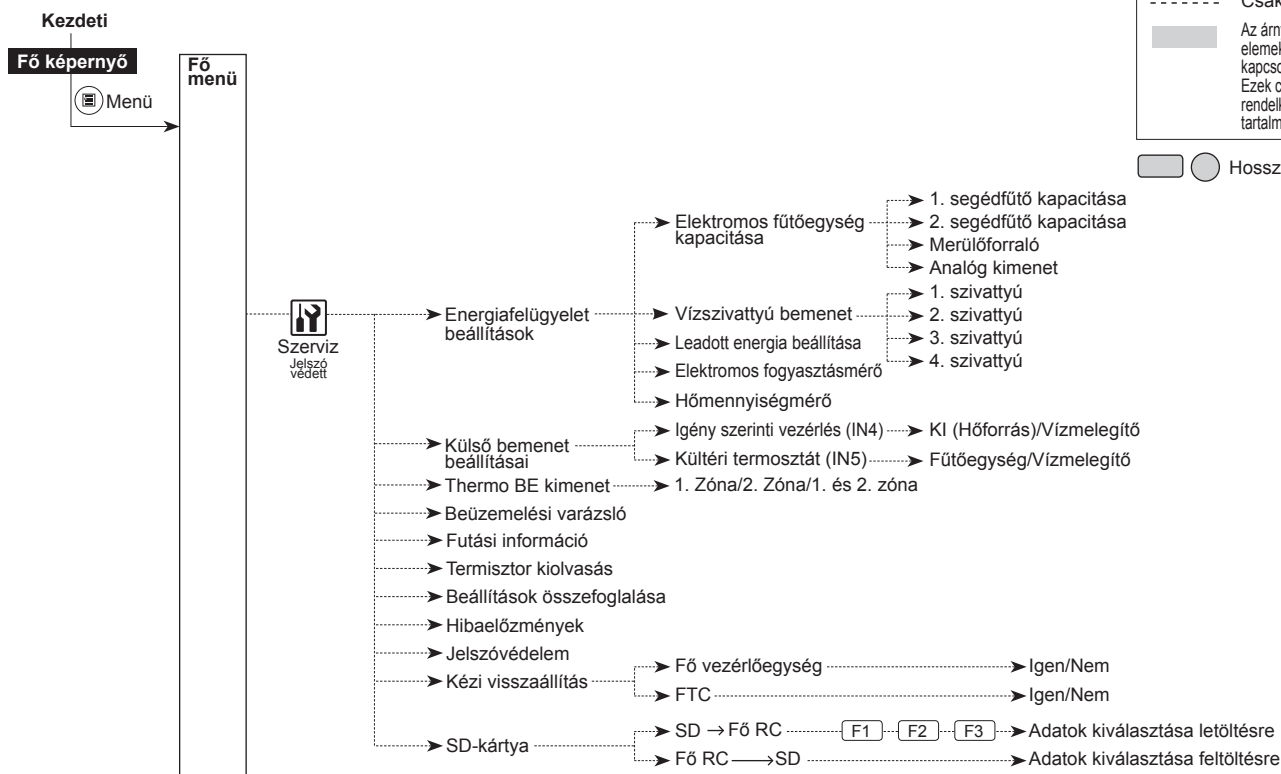 Kezdeti
Fő képernyő
Menü
Fő
menü
Az
elemek
Ezek
Szerviz
Jelszó
védett
Energiafelügyelet
beállítások
Elektromos fűtőegység
kapacitása
1. segédfűtő kapacitása
2. segédfűtő kapacitása
Merülőforraló
Analóg kimenet
Vízszivattyú bemenet
1. szivattyú
2. szivattyú
3. szivattyú
4. szivattyú
Leadott energia beállítása
Elektromos fogyasztásmérő
Hőmennyiségmérő
Külső bemenet
beállításai
Igény szerinti vezérlés (IN4)
KI (Hőforrás)/Vízmelegítő
Kültéri termosztát (IN5)
Fűtőegység/Vízmelegítő
Thermo BE kimenet
1. Zóna/2. Zóna/1. és 2. zóna
Beüzemelési varázsló
Futási információ
Termisztor kiolvasás
Beállítások összefoglalása
Hibaelőzmények
Jelszóvédelem
Kézi visszaállítás
Fő vezérlőegység
Igen/Nem
FTC
Igen/Nem
SD-kártya
SD → Fő RC
F1
F2
F3
Adatok kiválasztása letöltésre
Fő RC → SD
Adatok kiválasztása feltöltésre